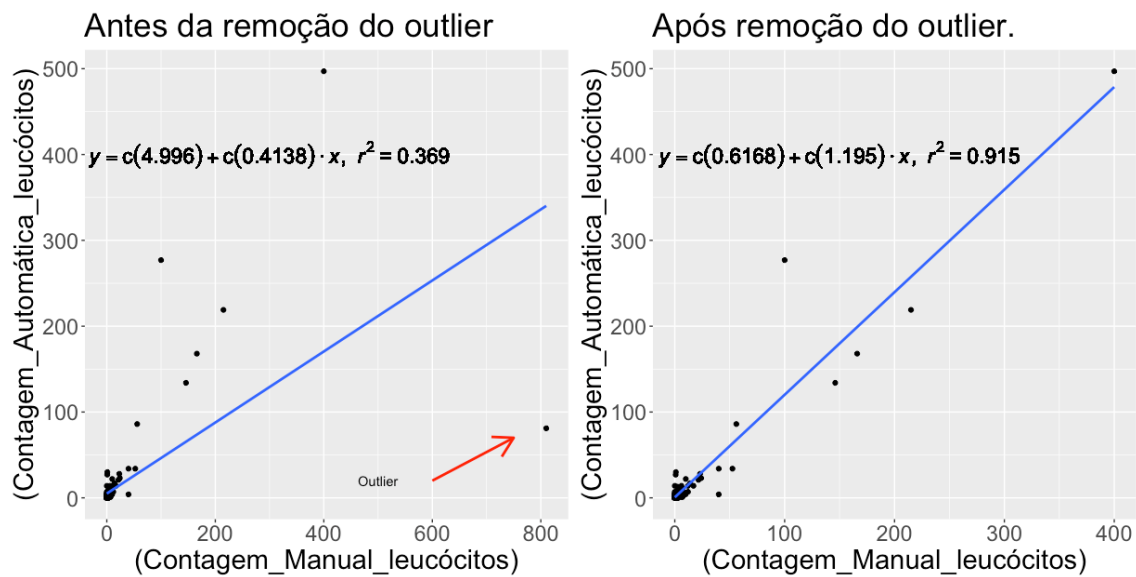 Antes da remoção do outlier
(Contagem_Automática_leucócitos)
500
400
300
200
100
0
y = c(4.996) + c(0.4138) · x, r² = 0.369
Outlier
0 200 400 600 800
(Contagem_Manual_leucócitos)
Após remoção do outlier.
(Contagem_Automática_leucócitos)
500
400
300
200
100
0
y = c(0.6168) + c(1.195) · x, r² = 0.915
0 100 200 300 400
(Contagem_Manual_leucócitos)